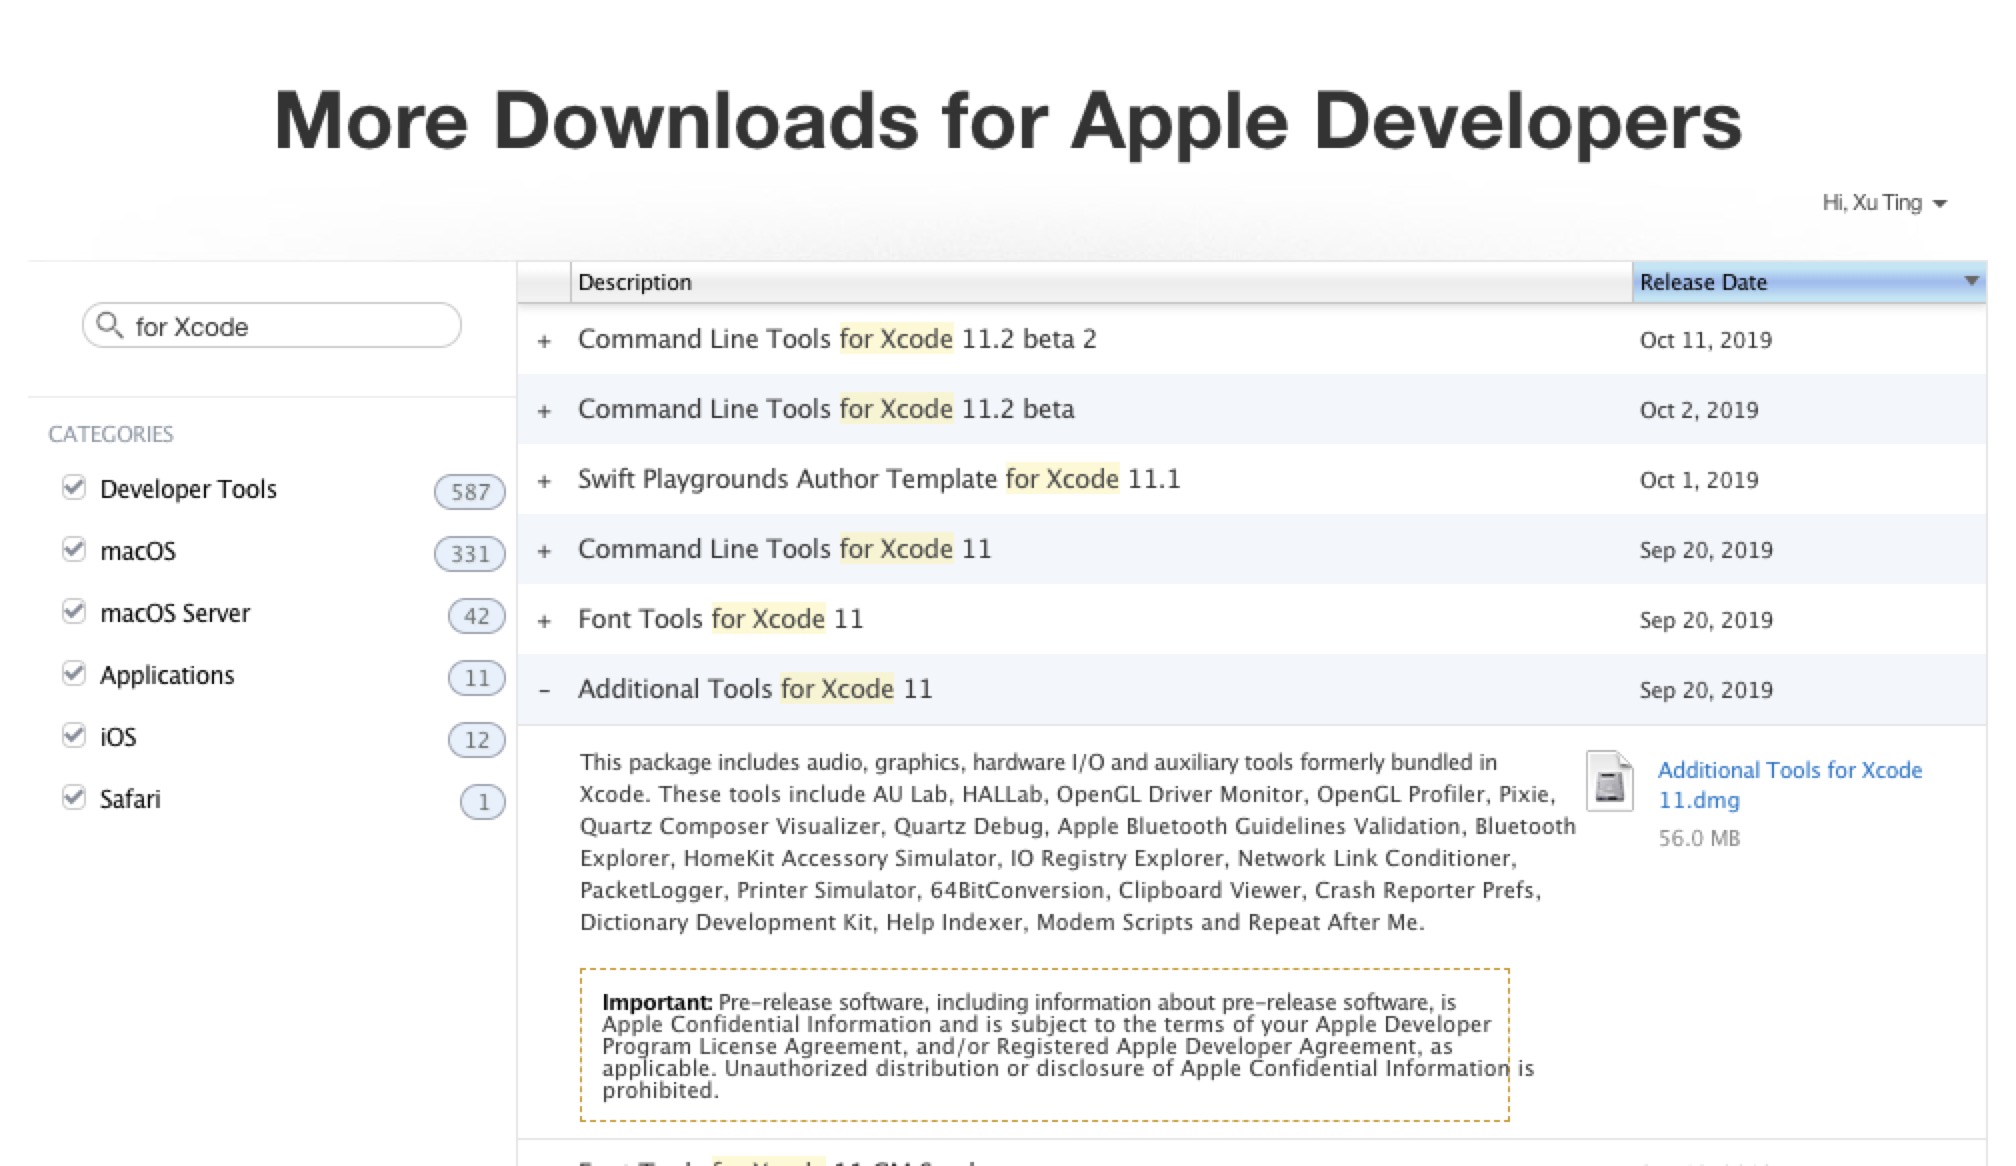 More Downloads for Apple Developers
Hi, Xu Ting
for Xcode
CATEGORIES
Developer Tools 587
macOS 331
macOS Server 42
Applications 11
iOS 12
Safari 1
Description Release Date
+ Command Line Tools for Xcode 11.2 beta 2 Oct 11, 2019
+ Command Line Tools for Xcode 11.2 beta Oct 2, 2019
+ Swift Playgrounds Author Template for Xcode 11.1 Oct 1, 2019
+ Command Line Tools for Xcode 11 Sep 20, 2019
+ Font Tools for Xcode 11 Sep 20, 2019
– Additional Tools for Xcode 11 Sep 20, 2019
This package includes audio, graphics, hardware I/O and auxiliary tools formerly bundled in
Xcode. These tools include AU Lab, HALLab, OpenGL Driver Monitor, OpenGL Profiler, Pixie,
Quartz Composer Visualizer, Quartz Debug, Apple Bluetooth Guidelines Validation, Bluetooth
Explorer, HomeKit Accessory Simulator, IO Registry Explorer, Network Link Conditioner,
PacketLogger, Printer Simulator, 64BitConversion, Clipboard Viewer, Crash Reporter Prefs,
Dictionary Development Kit, Help Indexer, Modem Scripts and Repeat After Me.
Additional Tools for Xcode
11.dmg
56.0 MB
Important: Pre-release software, including information about pre-release software, is
Apple Confidential Information and is subject to the terms of your Apple Developer
Program License Agreement, and/or Registered Apple Developer Agreement, as
applicable. Unauthorized distribution or disclosure of Apple Confidential Information is
prohibited.